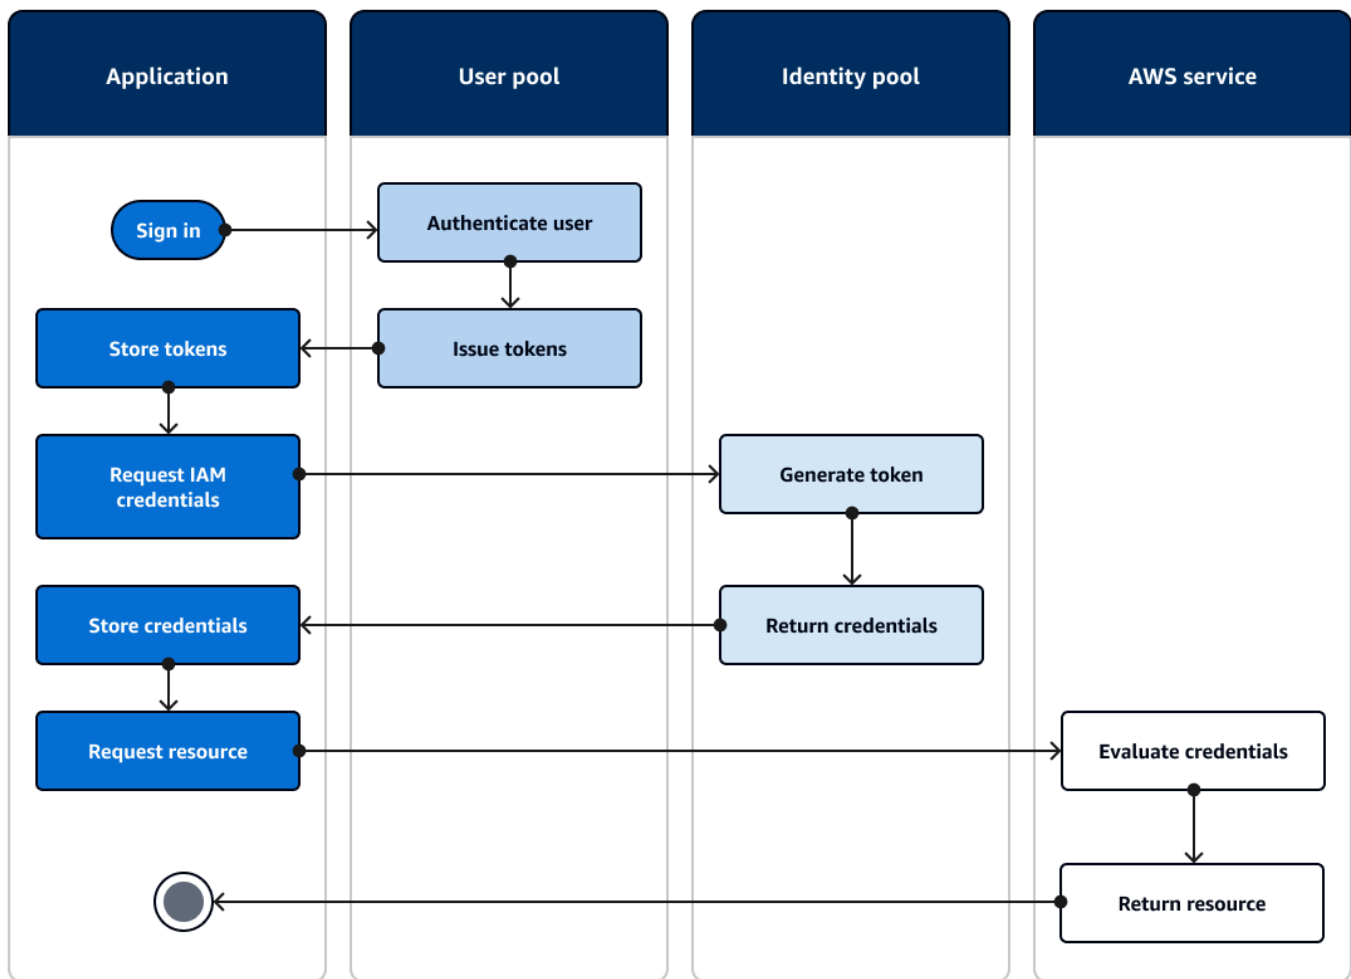 Application
User pool
Identity pool
AWS service
Sign in
Authenticate user
Store tokens
Issue tokens
Request IAM
credentials
Generate token
Store credentials
Return credentials
Request resource
Evaluate credentials
Return resource